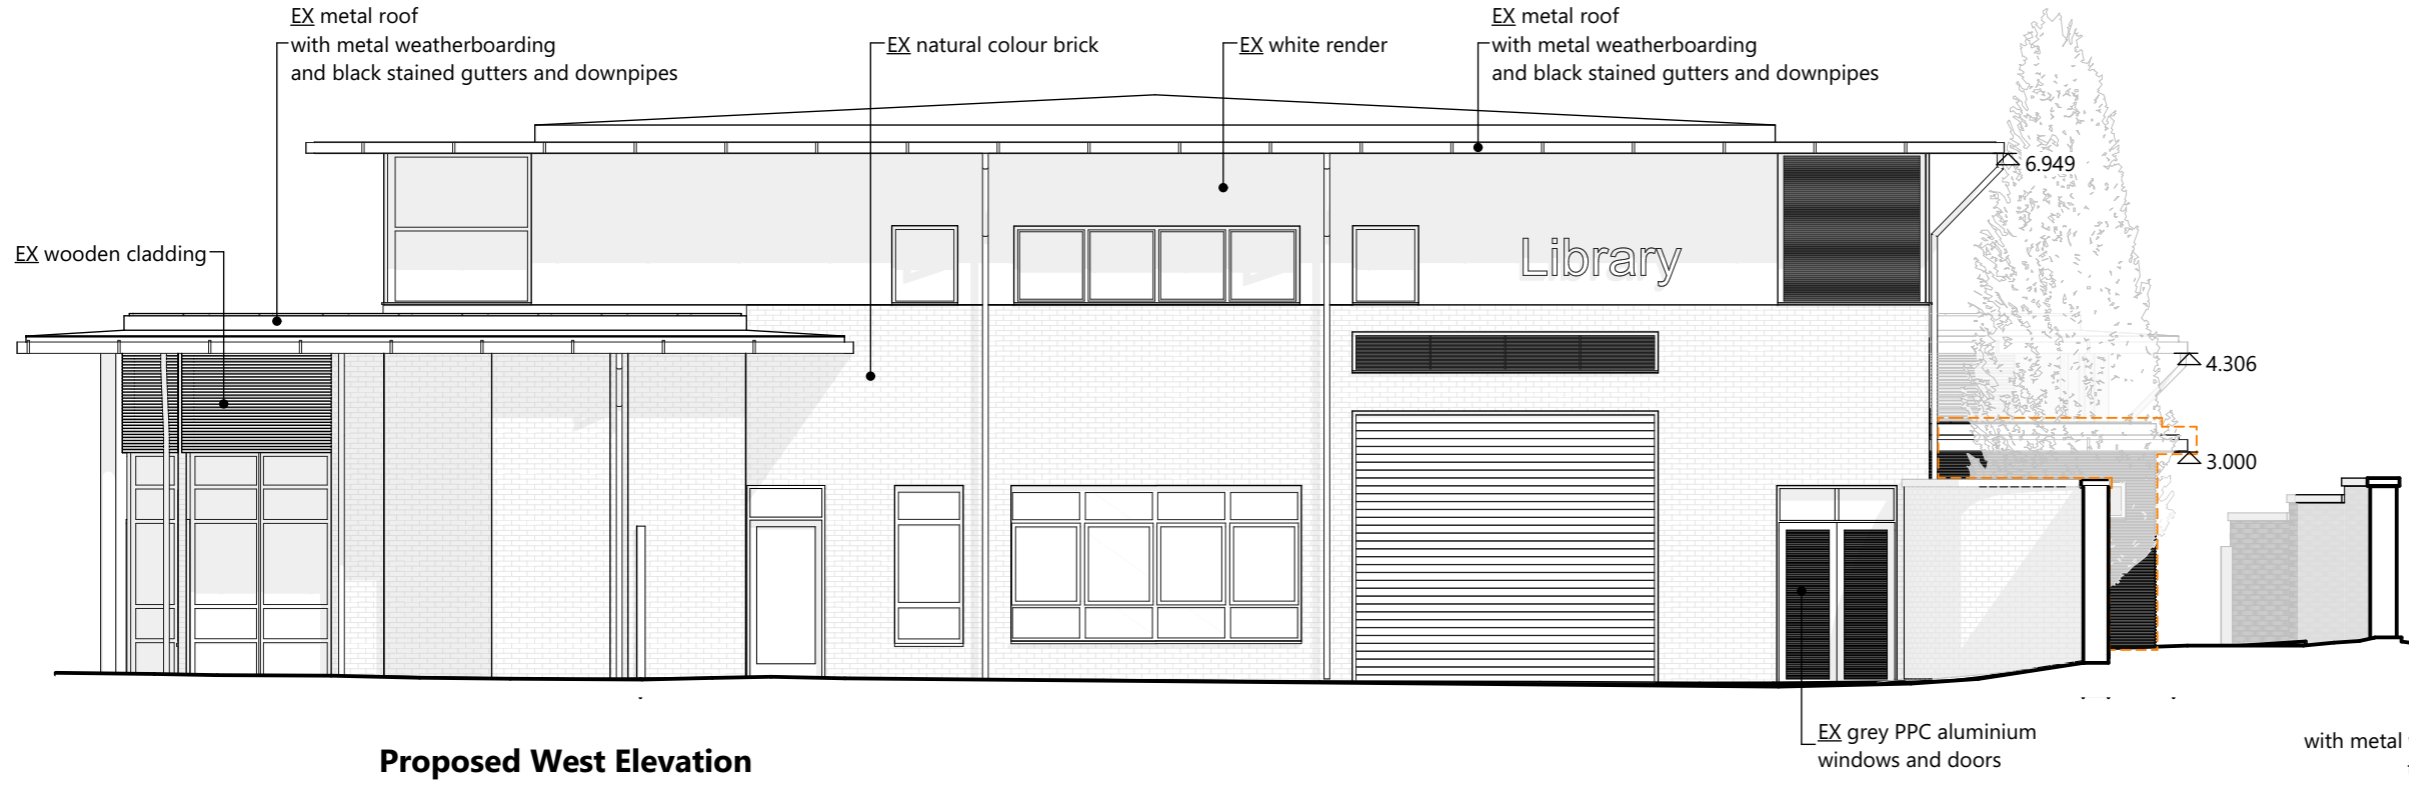 EX metal roof
with metal weatherboarding
and black stained gutters and downpipes
EX natural colour brick
EX white render
EX metal roof
with metal weatherboarding
and black stained gutters and downpipes
6.949
EX wooden cladding
Library
4.306
3.000
EX grey PPC aluminium
windows and doors
with metal
Proposed West Elevation